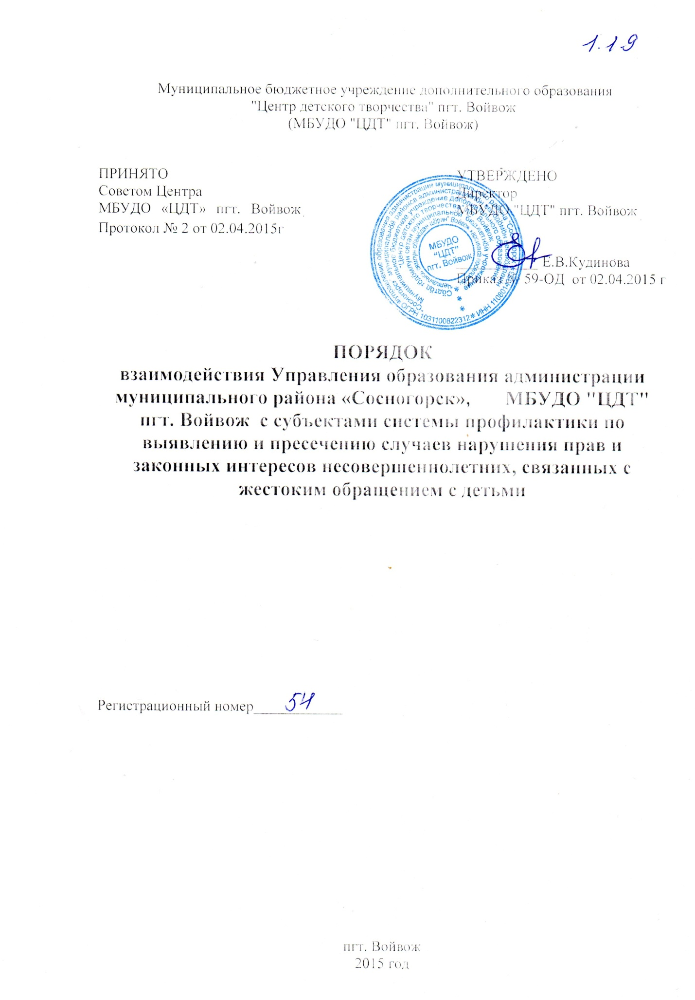 1.19
Муниципальное бюджетное учреждение дополнительного образования
"Центр детского творчества" пгт. Войвож
(МБУДО "ЦДТ" пгт. Войвож)
ПРИНЯТО
Советом Центра
МБУДО «ЦДТ» пгт. Войвож
Протокол № 2 от 02.04.2015г
УТВЕРЖДЕНО
Директор
МБУДО "ЦДТ" пгт. Войвож
____________ Е.В.Кудинова
Приказ № 59-ОД от 02.04.2015 г
МБУДО
"ЦДТ"
пгт. Войвож
ОГРН 1031100822312 * ИНН
ПОРЯДОК
взаимодействия Управления образования администрации
муниципального района «Сосногорск», МБУДО "ЦДТ"
пгт. Войвож с субъектами системы профилактики по
выявлению и пресечению случаев нарушения прав и
законных интересов несовершеннолетних, связанных с
жестоким обращением с детьми
Регистрационный номер 54
пгт. Войвож
2015 год